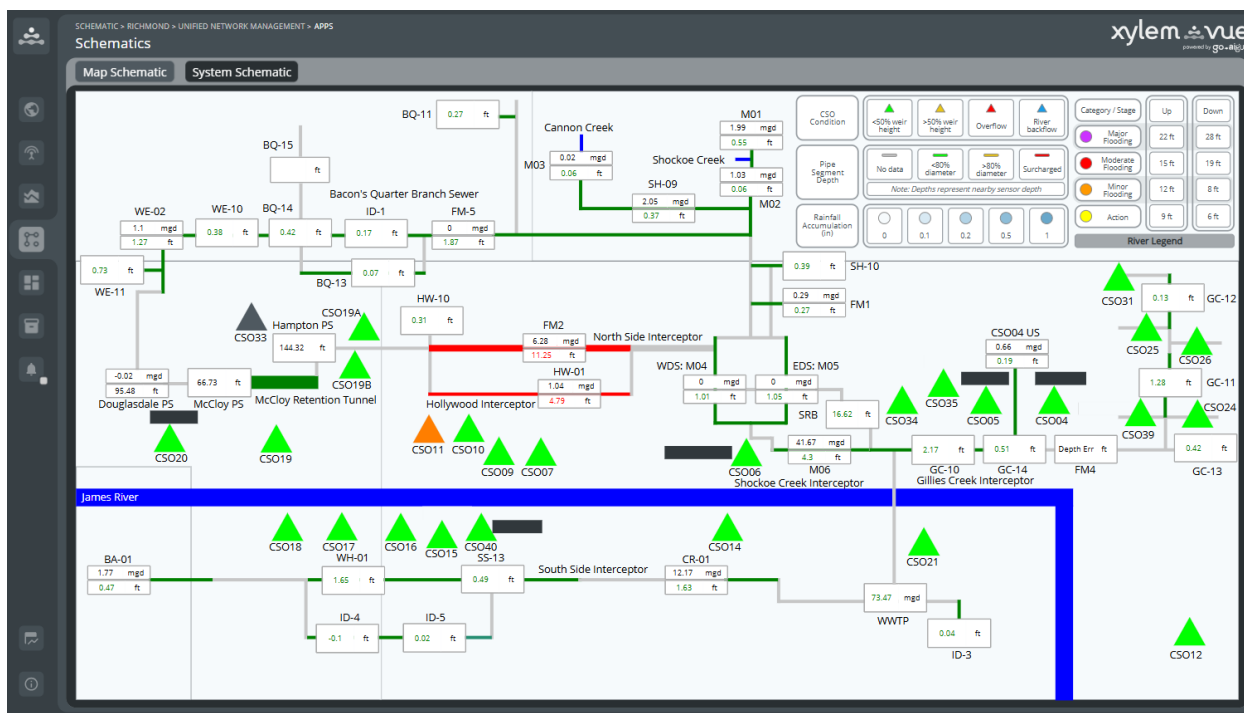 SCHEMATIC > RICHMOND > UNIFIED NETWORK MANAGEMENT > APPS
Schematics
xylem vue
powered by go-aigua
Map Schematic
System Schematic
BQ-11
0.27 ft
M01
1.99 mgd
0.55 ft
Cannon Creek
M03
0.02 mgd
0.06 ft
Shockoe Creek
1.03 mgd
0.06 ft
M02
SH-09
2.05 mgd
0.37 ft
BQ-15
ft
Bacon's Quarter Branch Sewer
WE-02
1.1 mgd
1.27 ft
WE-10
0.38 ft
BQ-14
0.42 ft
ID-1
0.17 ft
FM-5
0 mgd
1.87 ft
0.73 ft
WE-11
BQ-13
0.07 ft
CSO Condition
<50% weir height
>50% weir height
Overflow
River backflow
Pipe Segment Depth
No data
<80% diameter
>80% diameter
Surcharged
Note: Depths represent nearby sensor depth
Rainfall Accumulation (in)
0
0.1
0.2
0.5
1
Category / Stage
Up
Down
Major Flooding
22 ft
28 ft
Moderate Flooding
15 ft
19 ft
Minor Flooding
12 ft
8 ft
Action
9 ft
6 ft
River Legend
0.39 ft
SH-10
0.29 mgd
FM1
0.27 ft
CSO33
Hampton PS
144.32 ft
CSO19A
CSO19B
HW-10
0.31 ft
FM2
6.28 mgd
11.25 ft
North Side Interceptor
HW-01
1.04 mgd
4.79 ft
Hollywood Interceptor
-0.02 mgd
95.48 ft
Douglasdale PS
66.73 ft
McCloy PS
McCloy Retention Tunnel
CSO20
CSO19
CSO11
CSO10
CSO09
CSO07
WDS: M04
0 mgd
1.01 ft
EDS: M05
0 mgd
1.05 ft
SRB
16.62 ft
CSO06
41.67 mgd
4.3 ft
M06
Shockoe Creek Interceptor
CSO34
CSO35
CSO05
CSO04 US
0.66 mgd
0.19 ft
CSO04
2.17 ft
GC-10
0.51 ft
GC-14
Gillies Creek Interceptor
Depth Err ft
FM4
CSO31
0.13 ft
GC-12
CSO25
CSO26
1.28 ft
GC-11
CSO24
CSO39
0.42 ft
GC-13
James River
CSO18
CSO17
CSO16
CSO15
CSO40
CSO14
CSO21
CSO12
BA-01
1.77 mgd
0.47 ft
WH-01
1.65 ft
SS-13
0.49 ft
South Side Interceptor
CR-01
12.17 mgd
1.63 ft
ID-4
-0.1 ft
ID-5
0.02 ft
73.47 mgd
WWTP
0.04 ft
ID-3